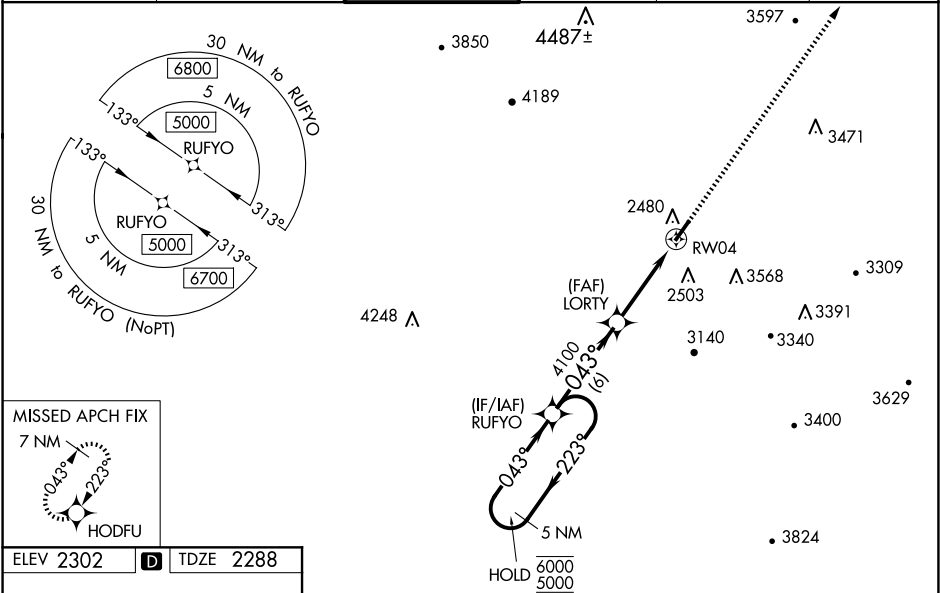 30 NM to RUFYO
6800
5 NM
5000
133°
RUFYO
313°
133°
RUFYO
5000
313°
5 NM
6700
30 NM to RUFYO (NoPT)
3850
4487±
3597
4189
3471
2480
RW04
2503
3568
3309
(FAF)
LORTY
4248
3391
3140
3340
4100
043°
(6)
3629
(IF/IAF)
RUFYO
3400
043°
223°
5 NM
3824
HOLD
6000
5000
MISSED APCH FIX
7 NM
043°
223°
HODFU
ELEV 2302 D TDZE 2288